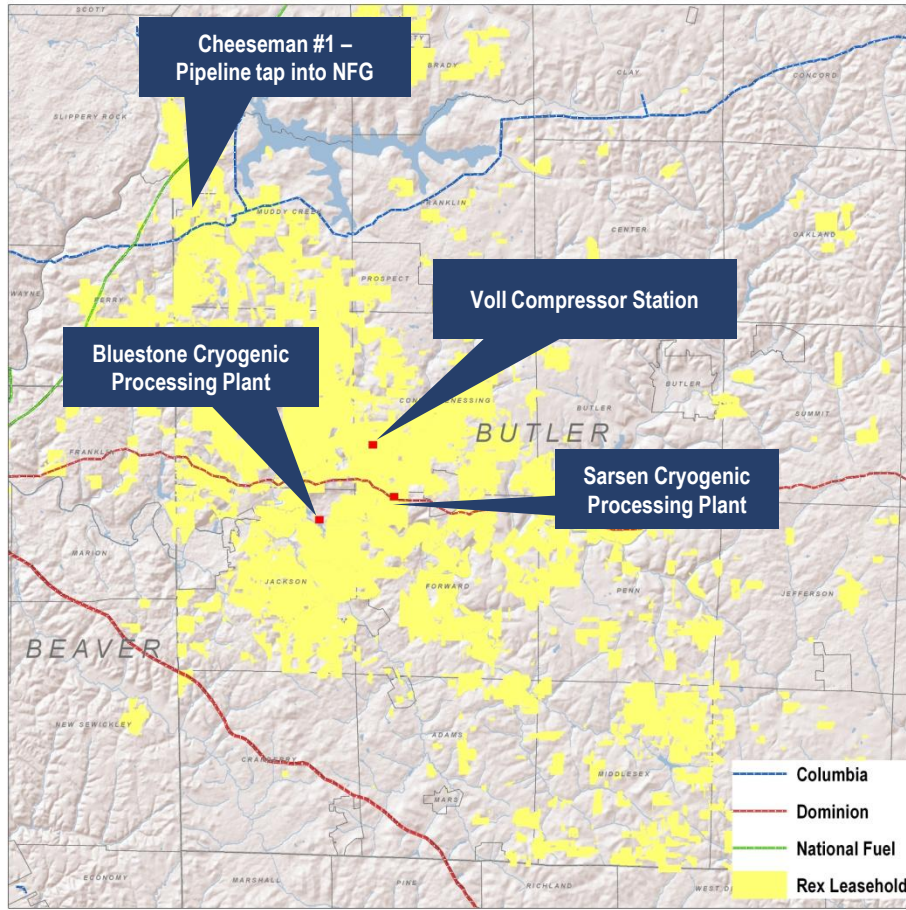 SCOTT
Cheeseman #1 –
Pipeline tap into NFG
BRADY
CLAY
CONCORD
SLIPPERY ROCK
MUDDY CREEK
FRANKLIN
CENTER
OAKLAND
WAYNE
PERRY
PROSPECT
Voll Compressor Station
Bluestone Cryogenic
Processing Plant
BUTLER
BUTLER
SUMMIT
BUTLER
FRANKLIN
Sarsen Cryogenic
Processing Plant
MARION
JACKSON
FORWARD
PENN
JEFFERSON
BEAVER
NEW SEWICKLEY
ADAMS
CRANBERRY
MIDDLESEX
MARS
Columbia
Dominion
National Fuel
Rex Leasehold
ECONOMY
MARSHALL
PINE
RICHLAND